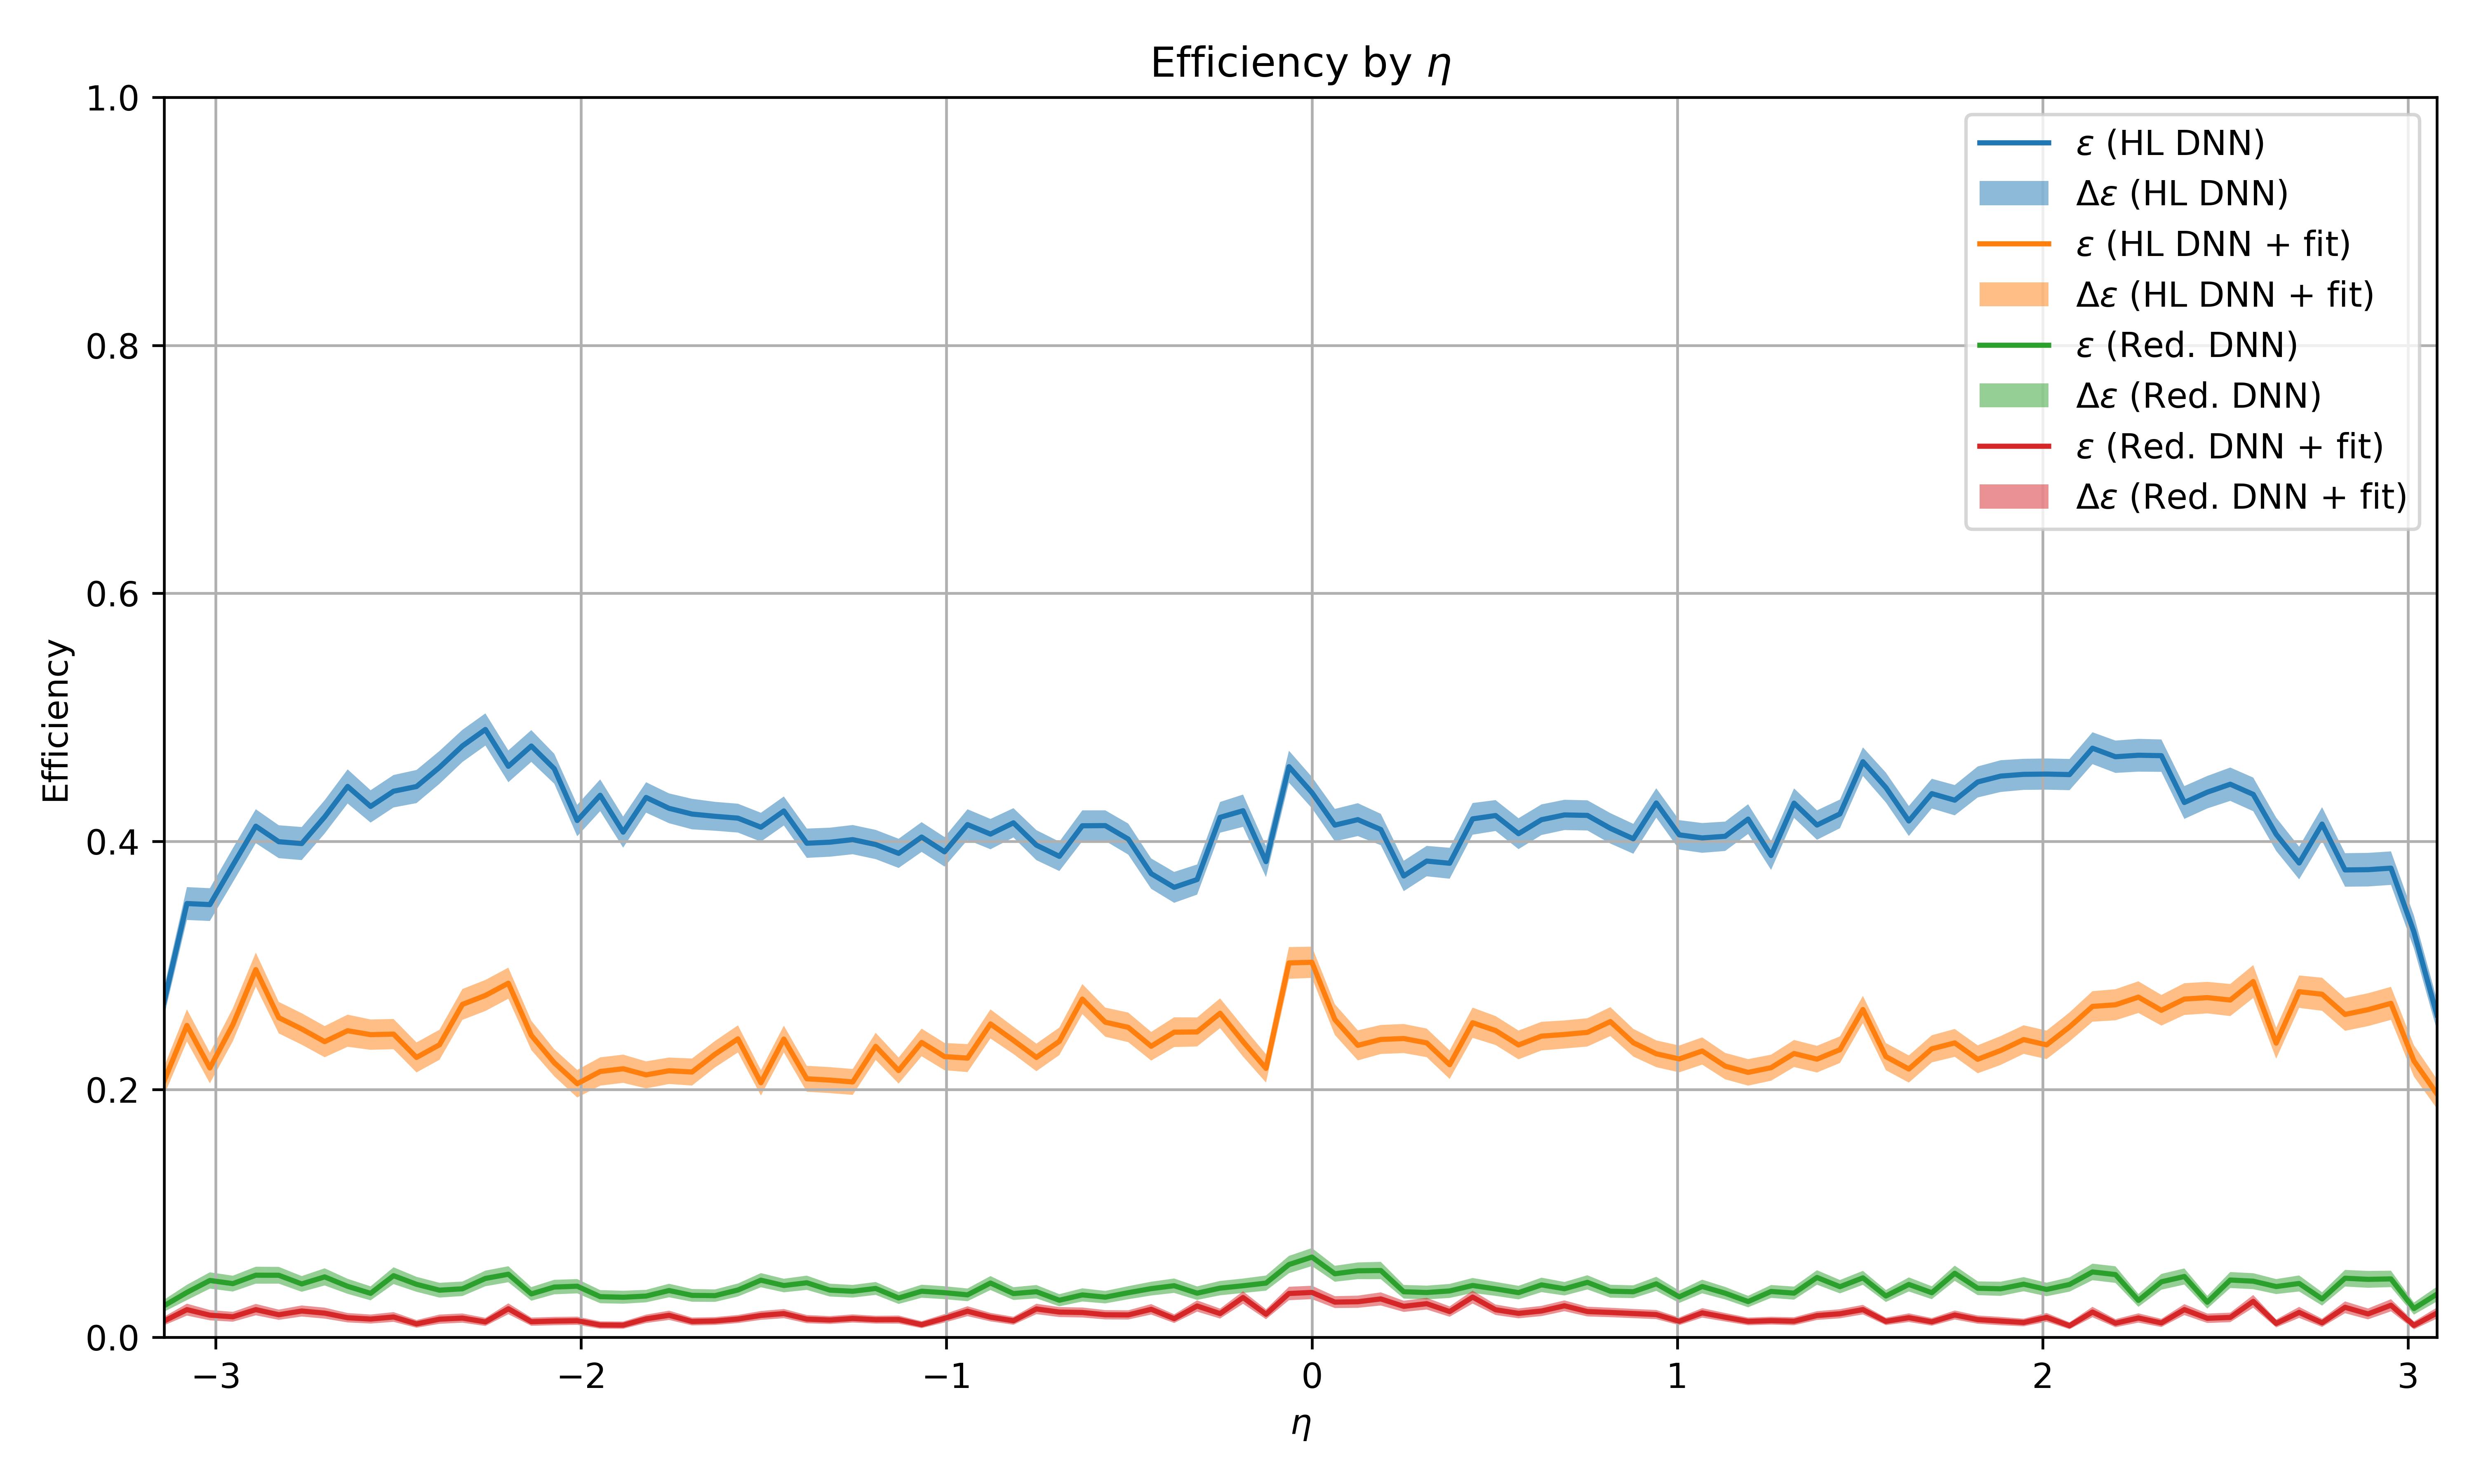 Efficiency by η
1.0
0.8
0.6
0.4
0.2
0.0
Efficiency
−3
−2
−1
0
1
2
3
η
ε (HL DNN)
Δε (HL DNN)
ε (HL DNN + fit)
Δε (HL DNN + fit)
ε (Red. DNN)
Δε (Red. DNN)
ε (Red. DNN + fit)
Δε (Red. DNN + fit)